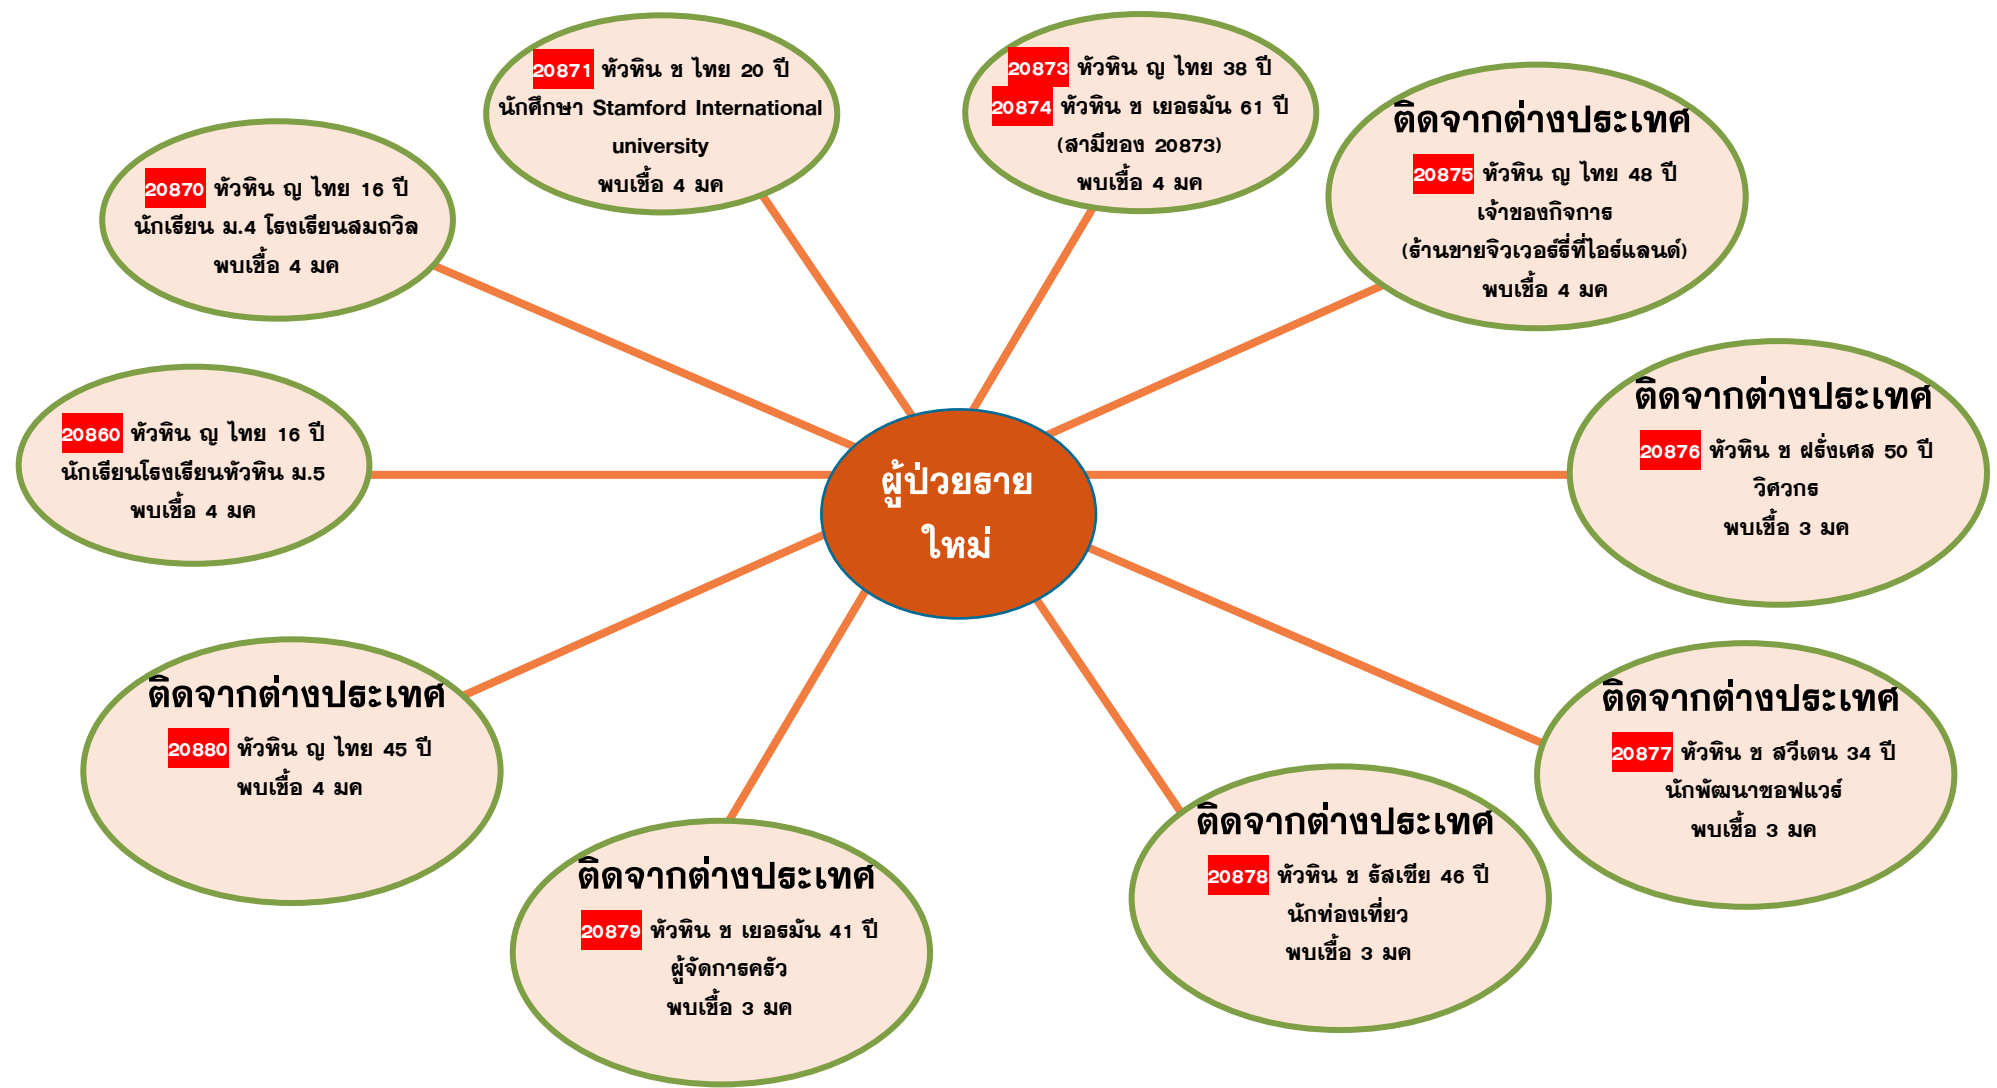 20871 หัวหิน ช ไทย 20 ปี
นักศึกษา Stamford International
university
พบเชื้อ 4 มค
20873 หัวหิน ญ ไทย 38 ปี
20874 หัวหิน ช เยอรมัน 61 ปี
(สามีของ 20873)
พบเชื้อ 4 มค
ติดจากต่างประเทศ
20875 หัวหิน ญ ไทย 48 ปี
เจ้าของกิจการ
(ร้านขายจิวเวอร์รี่ที่ไอร์แลนด์)
พบเชื้อ 4 มค
20870 หัวหิน ญ ไทย 16 ปี
นักเรียน ม.4 โรงเรียนสมถวิล
พบเชื้อ 4 มค
ติดจากต่างประเทศ
20876 หัวหิน ช ฝรั่งเศส 50 ปี
วิศวกร
พบเชื้อ 3 มค
20860 หัวหิน ญ ไทย 16 ปี
นักเรียนโรงเรียนหัวหิน ม.5
พบเชื้อ 4 มค
ผู้ป่วยราย
ใหม่
ติดจากต่างประเทศ
20880 หัวหิน ญ ไทย 45 ปี
พบเชื้อ 4 มค
ติดจากต่างประเทศ
20877 หัวหิน ช สวีเดน 34 ปี
นักพัฒนาซอฟแวร์
พบเชื้อ 3 มค
ติดจากต่างประเทศ
20879 หัวหิน ช เยอรมัน 41 ปี
ผู้จัดการครัว
พบเชื้อ 3 มค
ติดจากต่างประเทศ
20878 หัวหิน ช รัสเซีย 46 ปี
นักท่องเที่ยว
พบเชื้อ 3 มค